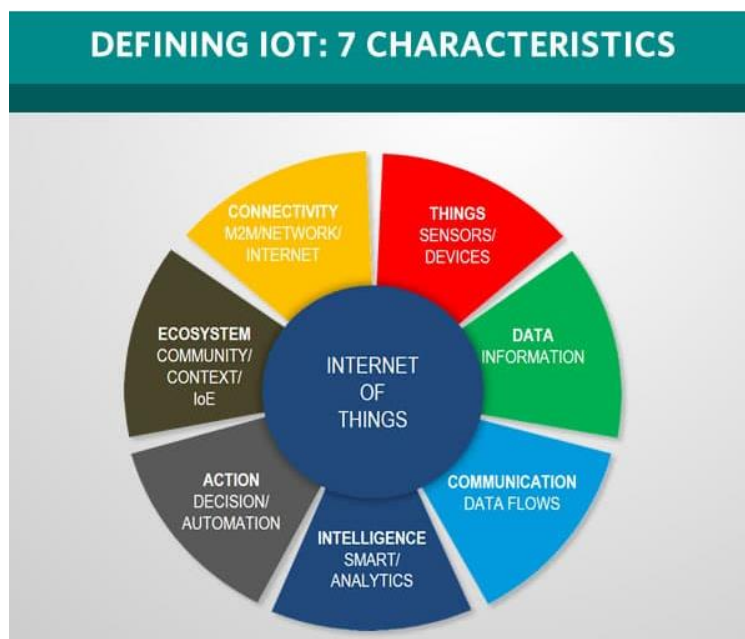 DEFINING IOT: 7 CHARACTERISTICS
CONNECTIVITY
M2M/NETWORK/
INTERNET
THINGS
SENSORS/
DEVICES
DATA
INFORMATION
COMMUNICATION
DATA FLOWS
INTELLIGENCE
SMART/
ANALYTICS
ACTION
DECISION/
AUTOMATION
ECOSYSTEM
COMMUNITY/
CONTEXT/
IoE
INTERNET
OF
THINGS